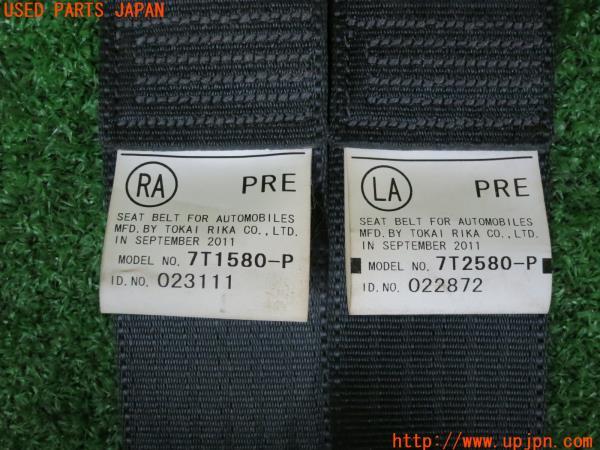 USED PARTS JAPAN
RA PRE
SEAT BELT FOR AUTOMOBILES
MFD. BY TOKAI RIKA CO., LTD.
IN SEPTEMBER 2011
MODEL NO. 7T1580-P
ID. NO. 023111
LA PRE
SEAT BELT FOR AUTOMOBILES
MFD. BY TOKAI RIKA CO., LTD.
IN SEPTEMBER 2011
MODEL NO. 7T2580-P
ID. NO. 022872
http://www.upjpn.com/